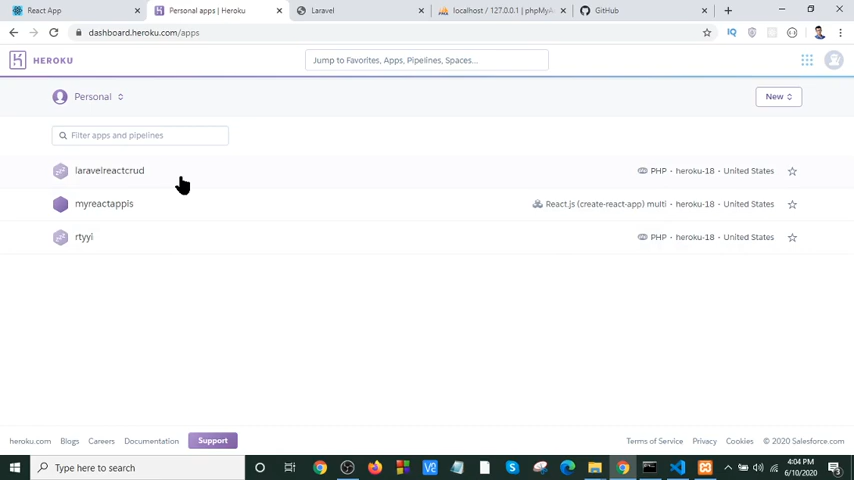 React App
Personal apps | Heroku
Laravel
localhost / 127.0.0.1 | phpMyA
GitHub
dashboard.heroku.com/apps
HEROKU
Jump to Favorites, Apps, Pipelines, Spaces...
Personal
New
Filter apps and pipelines
laravelreactcrud
PHP • heroku-18 • United States
myreactappis
React.js (create-react-app) multi • heroku-18 • United States
rtyyi
PHP • heroku-18 • United States
heroku.com Blogs Careers Documentation Support
Terms of Service Privacy Cookies © 2020 Salesforce.com
Type here to search
4:04 PM
6/10/2020